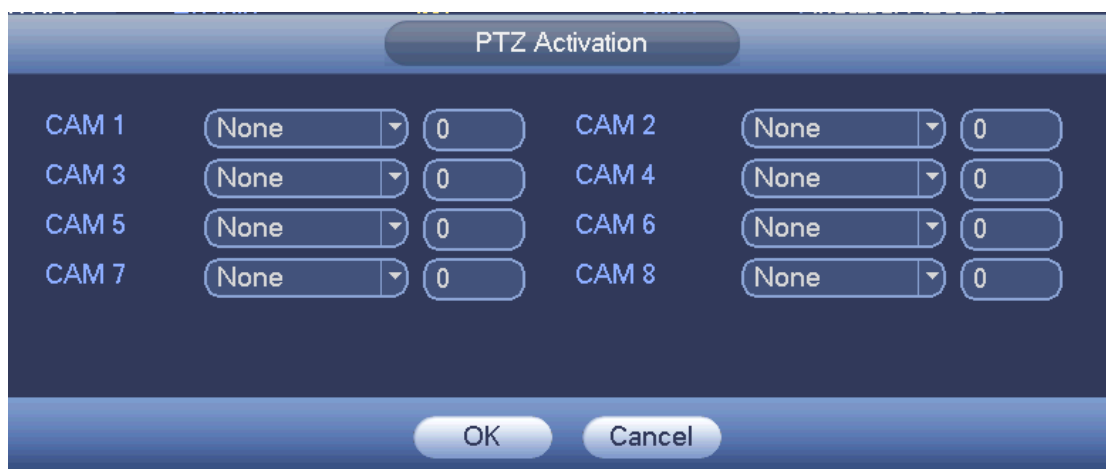 PTZ Activation
CAM 1 None 0 CAM 2 None 0
CAM 3 None 0 CAM 4 None 0
CAM 5 None 0 CAM 6 None 0
CAM 7 None 0 CAM 8 None 0
OK Cancel